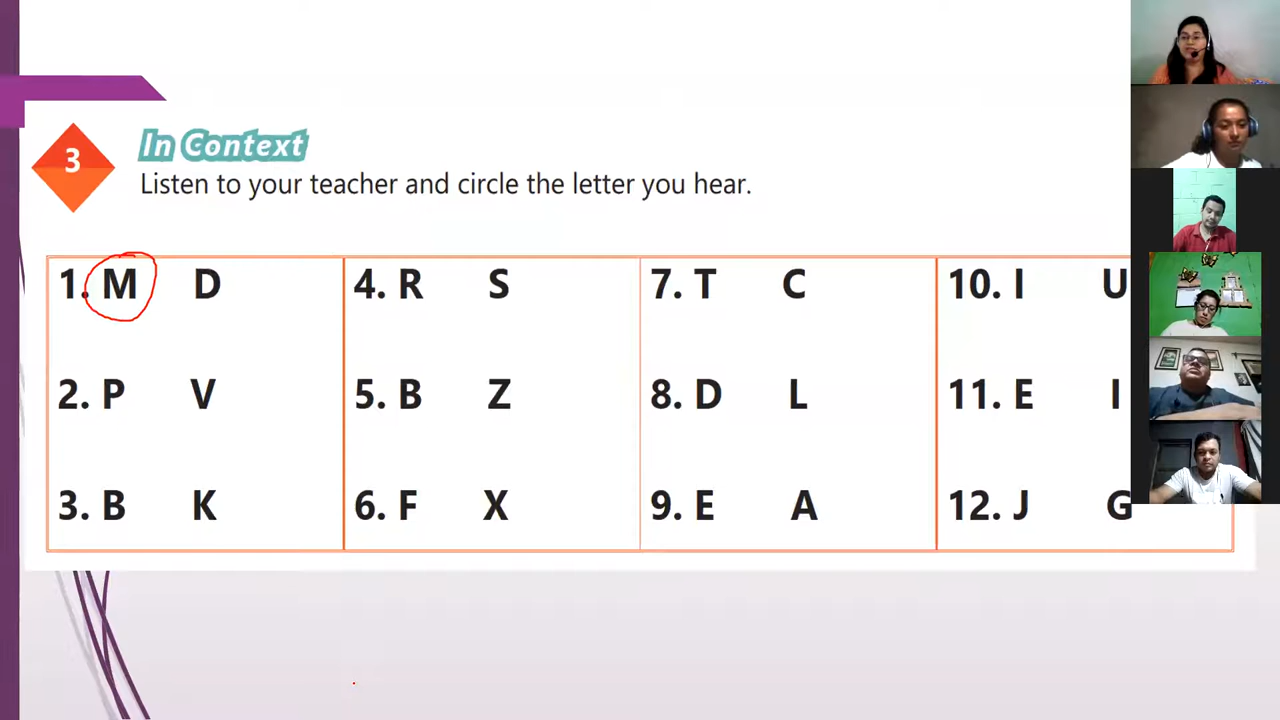 3
In Context
Listen to your teacher and circle the letter you hear.
1. M D
2. P V
3. B K
4. R S
5. B Z
6. F X
7. T C
8. D L
9. E A
10. I U
11. E I
12. J G